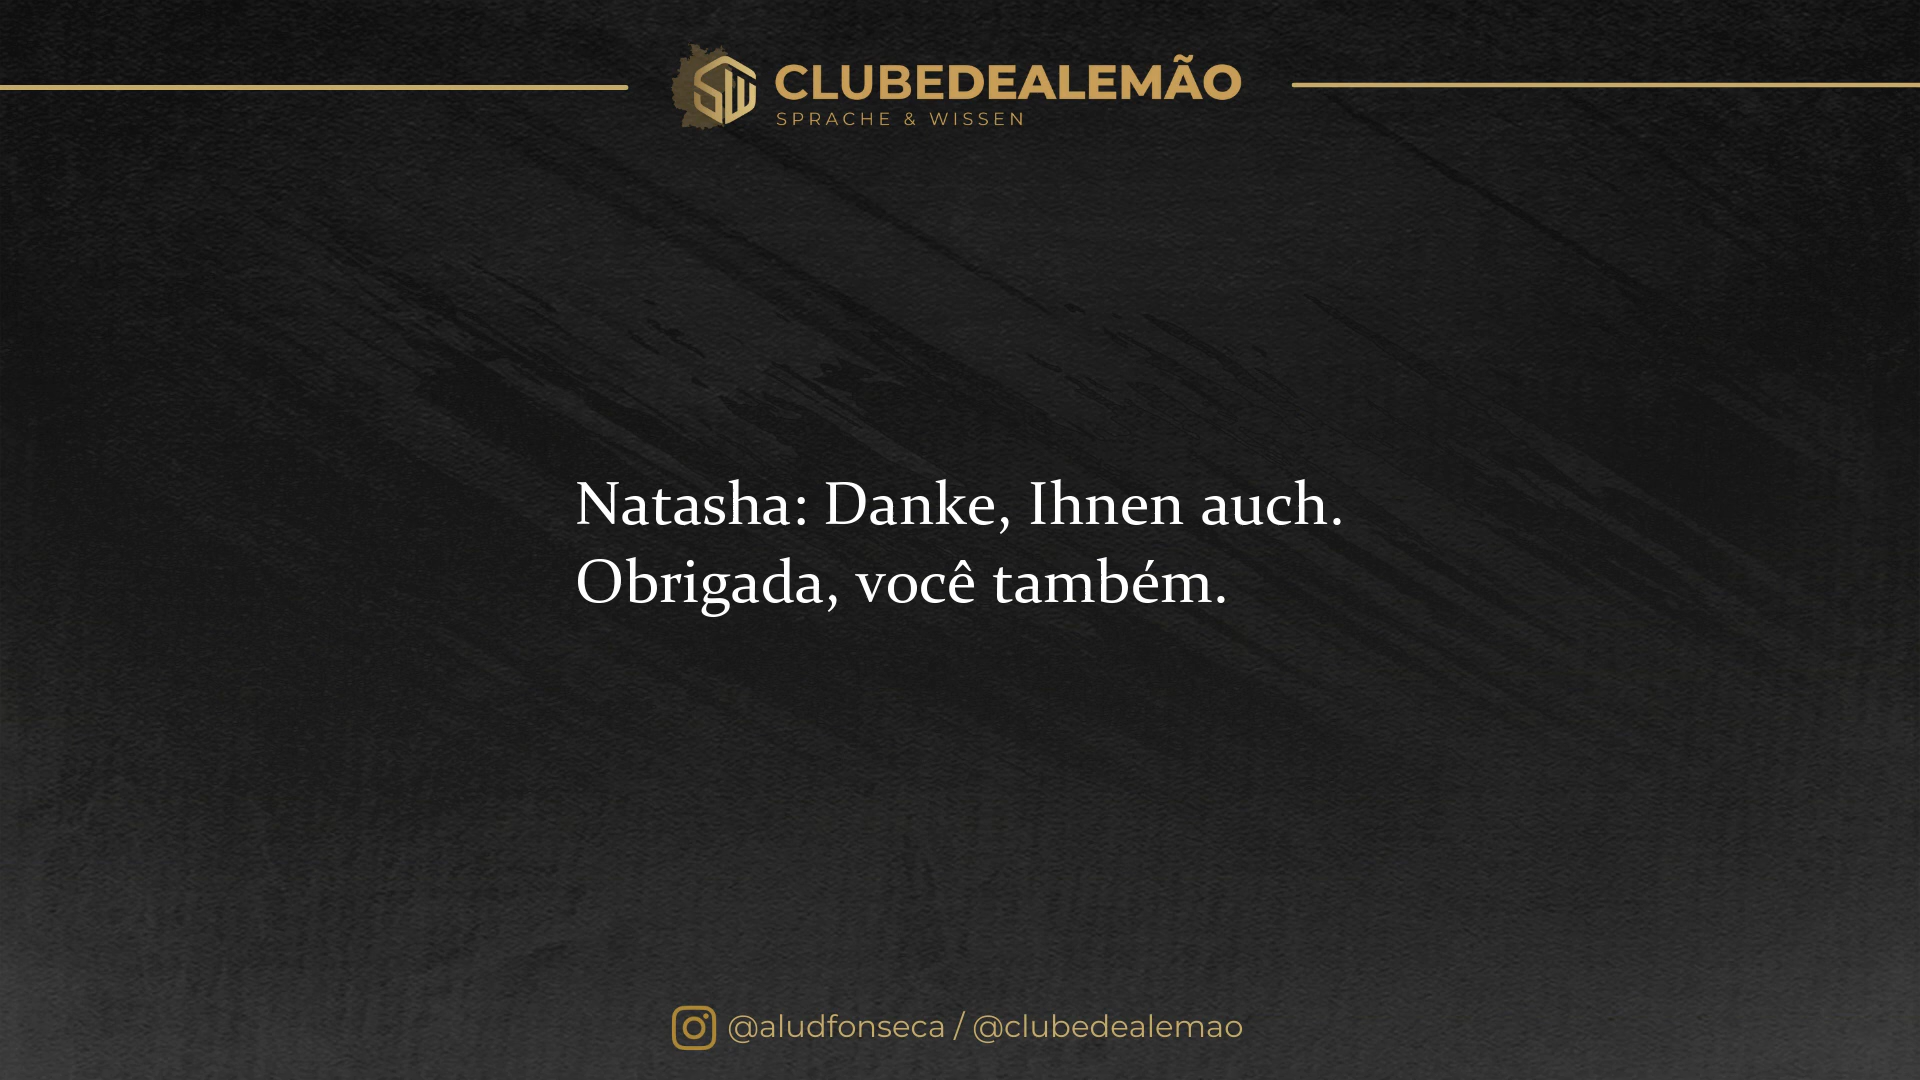 CLUBEDEALEMÃO
SPRACHE & WISSEN
Natasha: Danke, Ihnen auch.
Obrigada, você também.
@aludfonseca / @clubedealemao